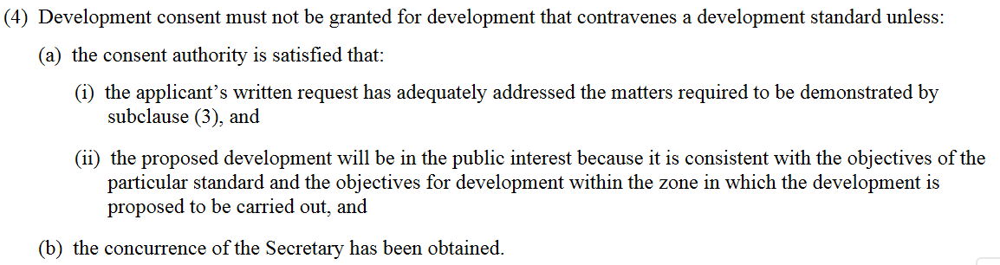 (4) Development consent must not be granted for development that contravenes a development standard unless:
(a) the consent authority is satisfied that:
(i) the applicant’s written request has adequately addressed the matters required to be demonstrated by
subclause (3), and
(ii) the proposed development will be in the public interest because it is consistent with the objectives of the
particular standard and the objectives for development within the zone in which the development is
proposed to be carried out, and
(b) the concurrence of the Secretary has been obtained.